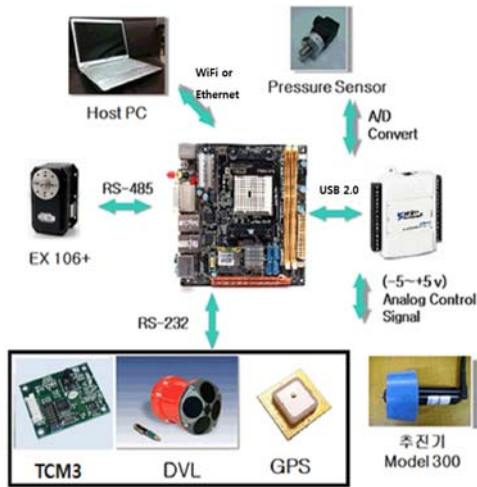 WiFi or
Ethernet
Host PC
Pressure Sensor
A/D
Convert
RS-485
USB 2.0
EX 106+
(-5~+5 v)
Analog Control
Signal
RS-232
TCM3
DVL
GPS
추진기
Model 300